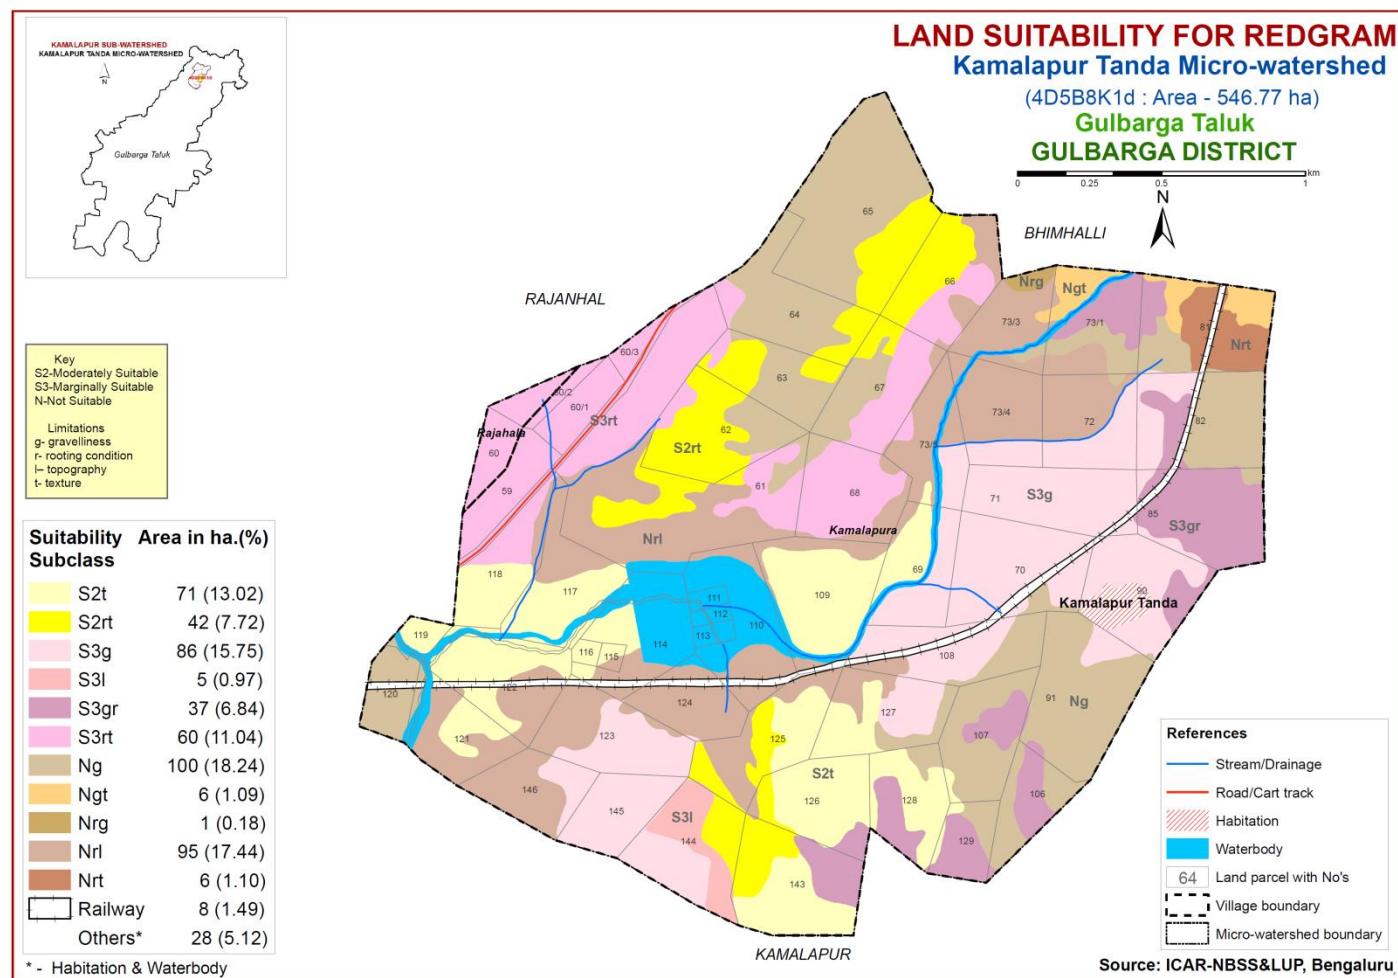 KAMALAPUR SUB-WATERSHED
KAMALAPUR TANDA MICRO-WATERSHED
N
Gulbarga Taluk
LAND SUITABILITY FOR REDGRAM
Kamalapur Tanda Micro-watershed
(4D5B8K1d : Area - 546.77 ha)
Gulbarga Taluk
GULBARGA DISTRICT
km
0 0.25 0.5 1
N
BHIMHALLI
RAJANHAL
Key
S2-Moderately Suitable
S3-Marginally Suitable
N-Not Suitable
Limitations
g- gravelliness
r- rooting condition
l– topography
t- texture
Suitability Area in ha.(%)
Subclass
S2t 71 (13.02)
S2rt 42 (7.72)
S3g 86 (15.75)
S3l 5 (0.97)
S3gr 37 (6.84)
S3rt 60 (11.04)
Ng 100 (18.24)
Ngt 6 (1.09)
Nrg 1 (0.18)
Nrl 95 (17.44)
Nrt 6 (1.10)
Railway 8 (1.49)
Others* 28 (5.12)
* - Habitation & Waterbody
65
66
Nrg
Ngt
64
73/3
73/1
81
Nrt
60/3
63
67
60/2
60/1
S3rt
62
73/4
72
82
Rajahala
60
S2rt
73/5
59
61
68
71
S3g
85
S3gr
Kamalapura
Nrl
118
117
109
69
70
90
Kamalapur Tanda
111
112
113
110
114
119
116
115
108
120
122
124
91
Ng
127
107
121
123
125
S2t
126
128
106
146
145
S3l
144
129
143
KAMALAPUR
References
Stream/Drainage
Road/Cart track
Habitation
Waterbody
64 Land parcel with No's
Village boundary
Micro-watershed boundary
Source: ICAR-NBSS&LUP, Bengaluru